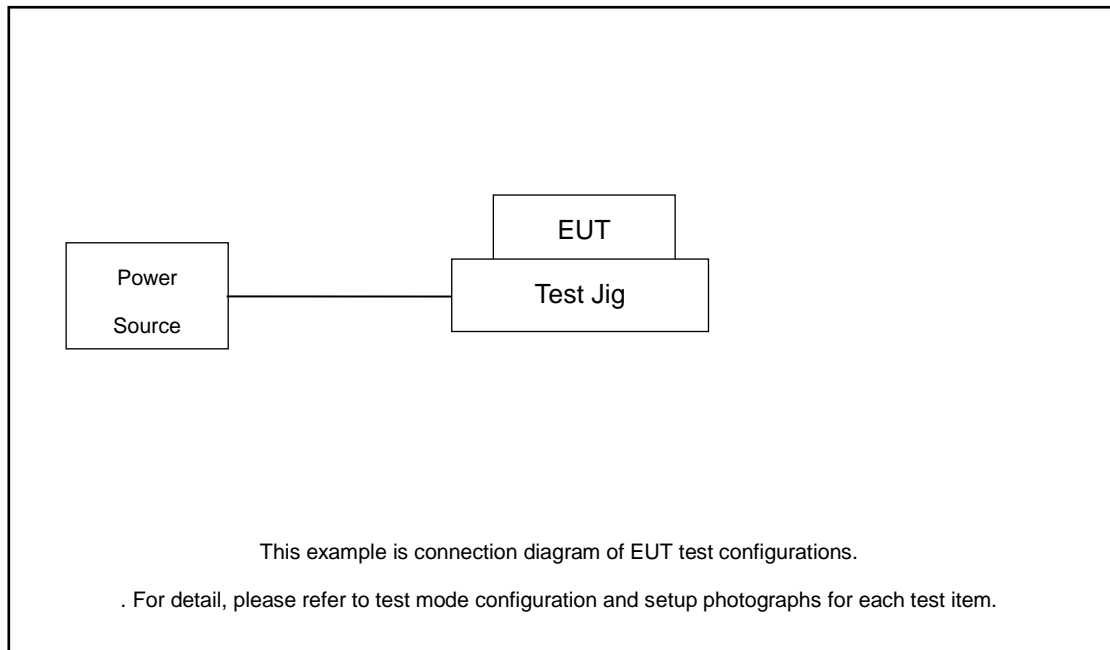 EUT
Test Jig
Power
Source
This example is connection diagram of EUT test configurations.
. For detail, please refer to test mode configuration and setup photographs for each test item.